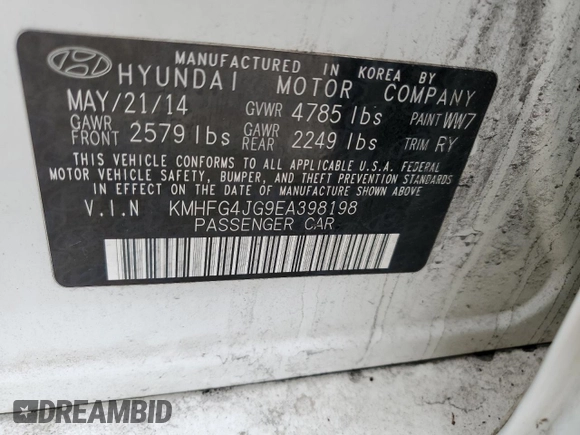 MANUFACTURED IN KOREA BY
HYUNDAI MOTOR COMPANY
MAY/21/14 GVWR 4785 lbs PAINT WW7
GAWR FRONT 2579 lbs GAWR REAR 2249 lbs TRIM RY
THIS VEHICLE CONFORMS TO ALL APPLICABLE U.S.A. FEDERAL
MOTOR VEHICLE SAFETY, BUMPER, AND THEFT PREVENTION STANDARDS
IN EFFECT ON THE DATE OF MANUFACTURE SHOWN ABOVE.
V.I.N KMHFG4JG9EA398198
PASSENGER CAR
DREAMBID